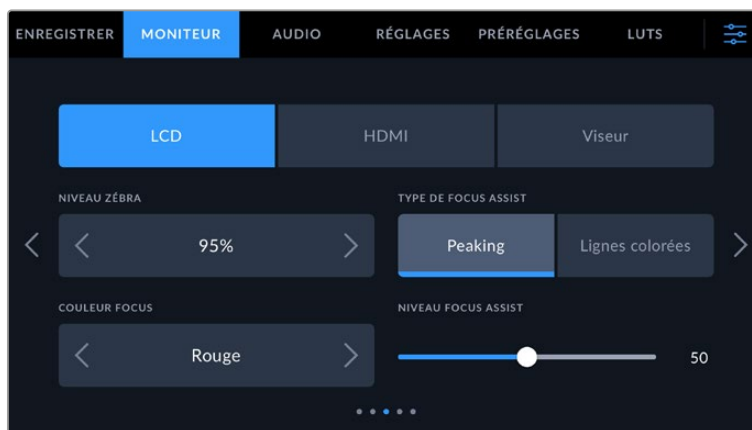 ENREGISTRER MONITEUR AUDIO RÉGLAGES PRÉRÉGLAGES LUTS
LCD HDMI Viseur
NIVEAU ZÉBRA TYPE DE FOCUS ASSIST
95% Peaking Lignes colorées
COULEUR FOCUS NIVEAU FOCUS ASSIST
Rouge 50